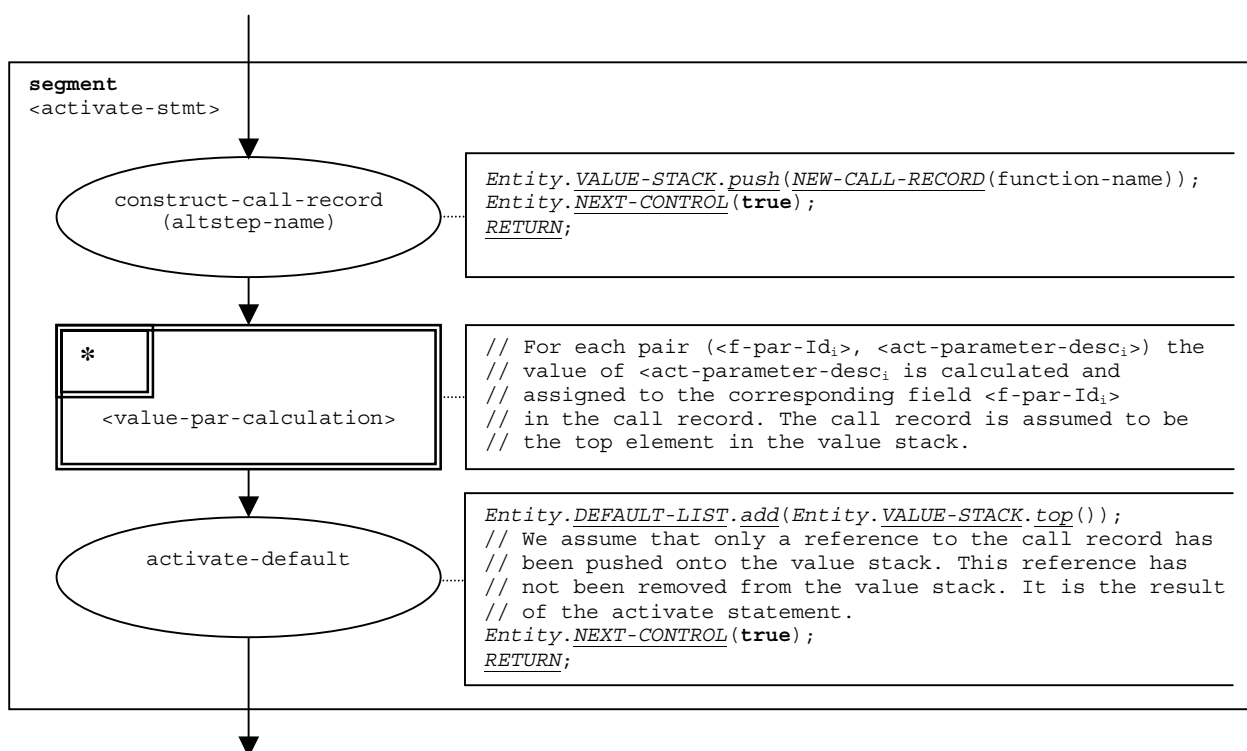 segment
<activate-stmt>
construct-call-record
(altstep-name)
Entity.VALUE-STACK.push(NEW-CALL-RECORD(function-name));
Entity.NEXT-CONTROL(true);
RETURN;
*
<value-par-calculation>
// For each pair (<f-par-Idi>, <act-parameter-desci>) the
// value of <act-parameter-desci is calculated and
// assigned to the corresponding field <f-par-Idi>
// in the call record. The call record is assumed to be
// the top element in the value stack.
activate-default
Entity.DEFAULT-LIST.add(Entity.VALUE-STACK.top());
// We assume that only a reference to the call record has
// been pushed onto the value stack. This reference has
// not been removed from the value stack. It is the result
// of the activate statement.
Entity.NEXT-CONTROL(true);
RETURN;